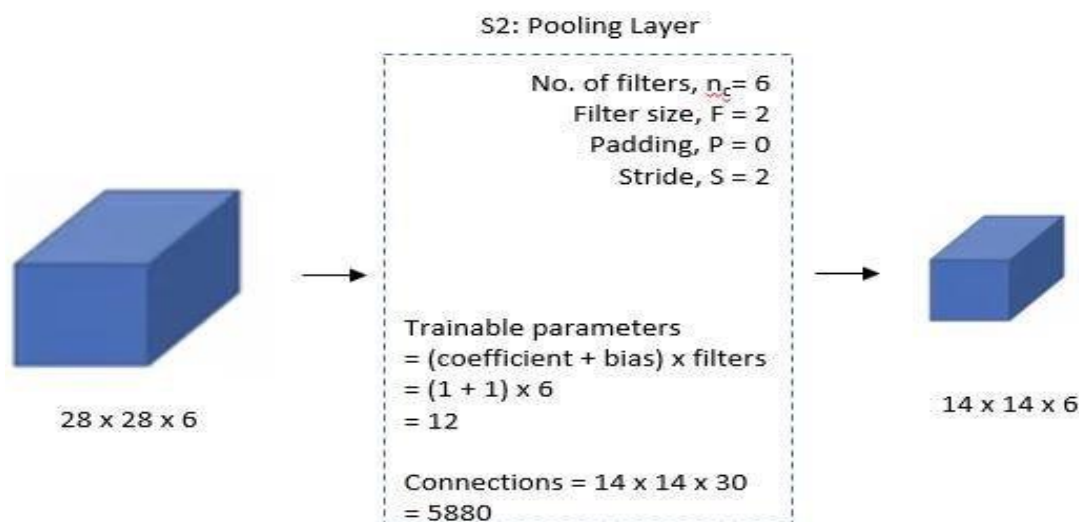 S2: Pooling Layer
No. of filters, nc= 6
Filter size, F = 2
Padding, P = 0
Stride, S = 2
Trainable parameters
= (coefficient + bias) x filters
= (1 + 1) x 6
= 12
Connections = 14 x 14 x 30
= 5880
28 x 28 x 6
14 x 14 x 6